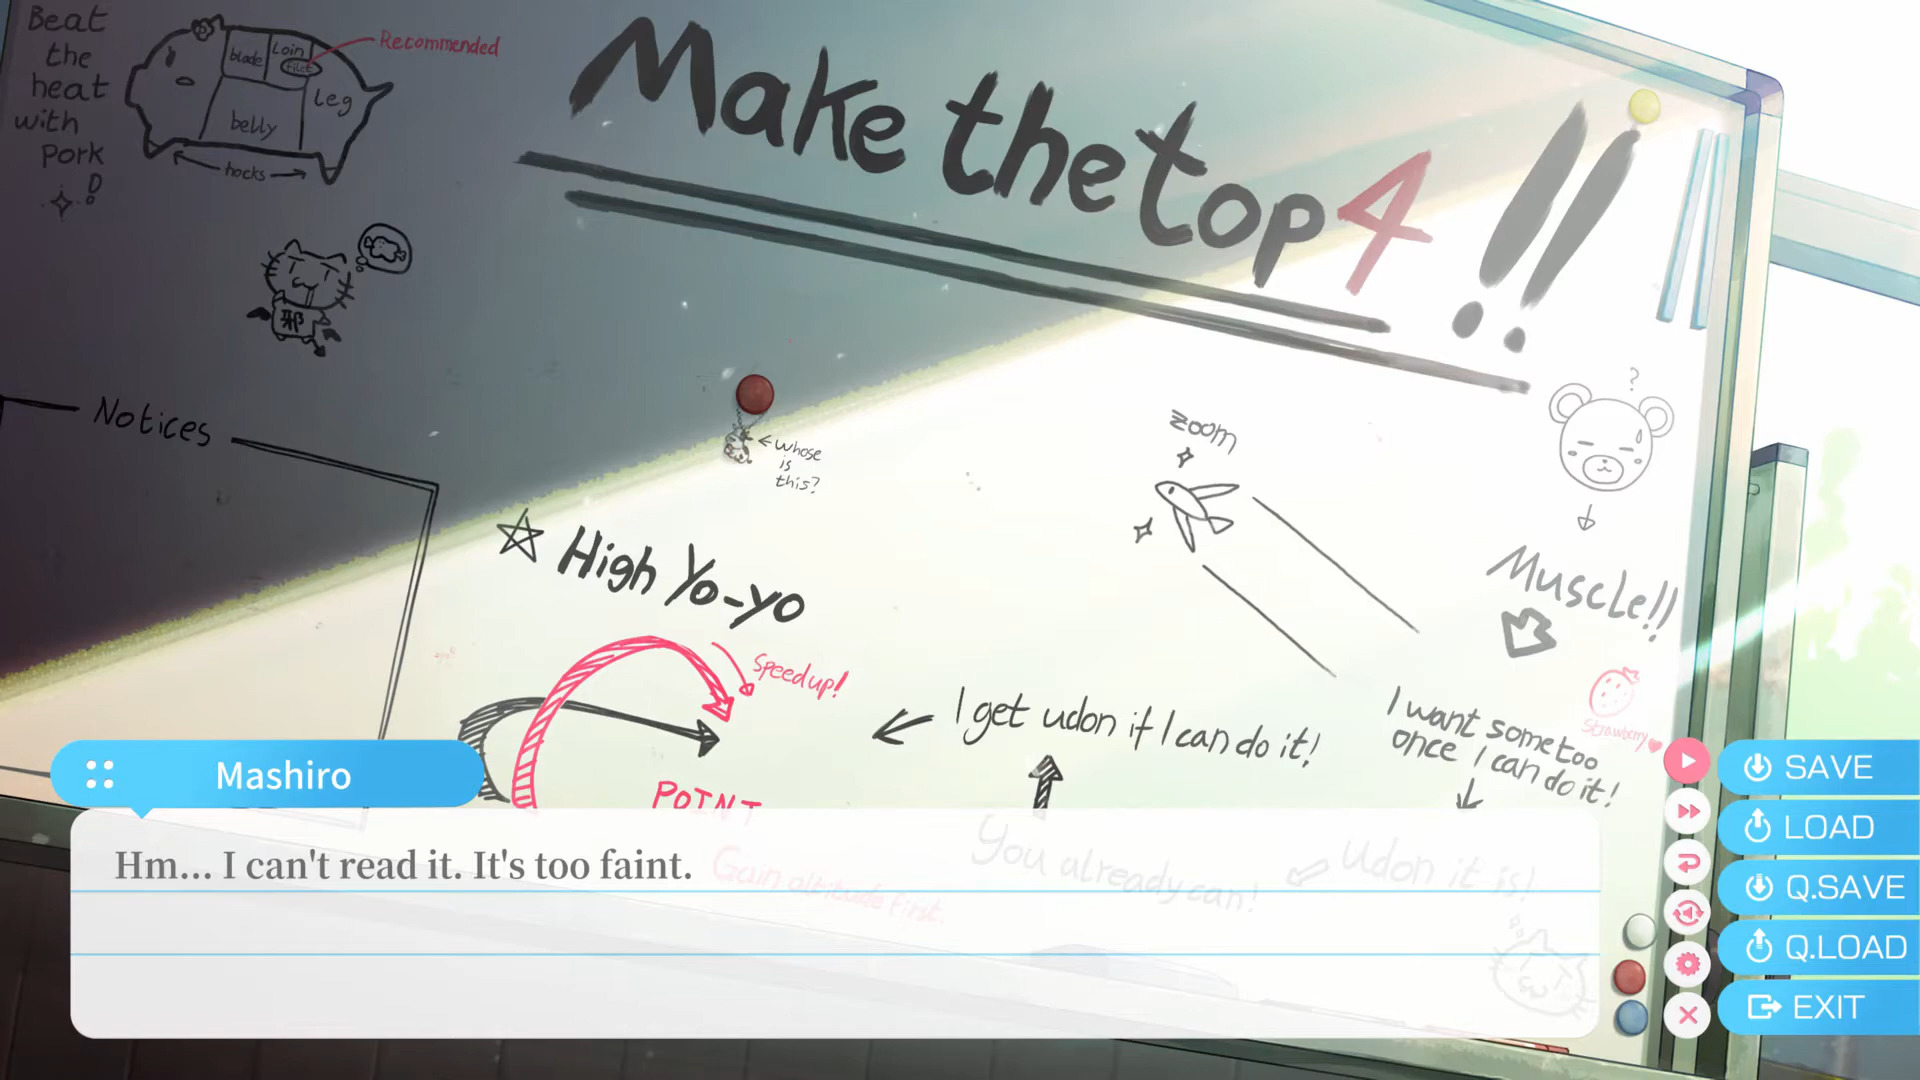 Beat
the
heat
with
Pork
!
blade
Loin
filet
Leg
belly
hocks
Recommended
Make the top 4!!
邪
Notices
Whose
is
this?
zoom
?
Muscle!!
☆ High Yo-yo
Speed up!
I get udon if I can do it!
I want some too
once I can do it!
Strawberry
POINT
Gain altitude first.
You already can!
Udon it is!
Mashiro
Hm... I can't read it. It's too faint.
SAVE
LOAD
Q.SAVE
Q.LOAD
EXIT